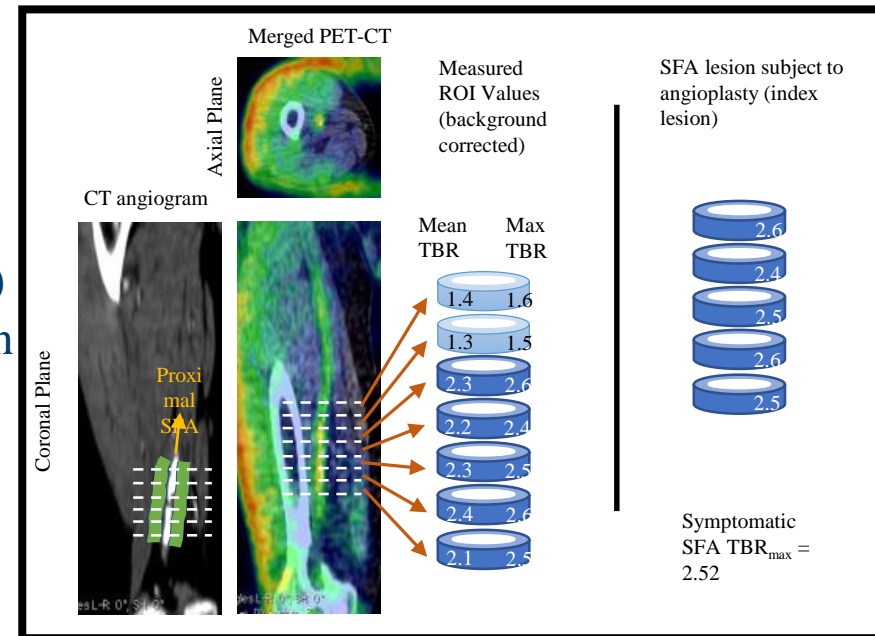 Merged PET-CT
Axial Plane
Measured
ROI Values
(background
corrected)
SFA lesion subject to
angioplasty (index
lesion)
CT angiogram
Coronal Plane
Proxi
mal
SFA
Mean
TBR
Max
TBR
1.4 1.6
1.3 1.5
2.3 2.6
2.2 2.4
2.3 2.5
2.4 2.6
2.1 2.5
2.6
2.4
2.5
2.6
2.5
Symptomatic
SFA TBRmax =
2.52
)
n